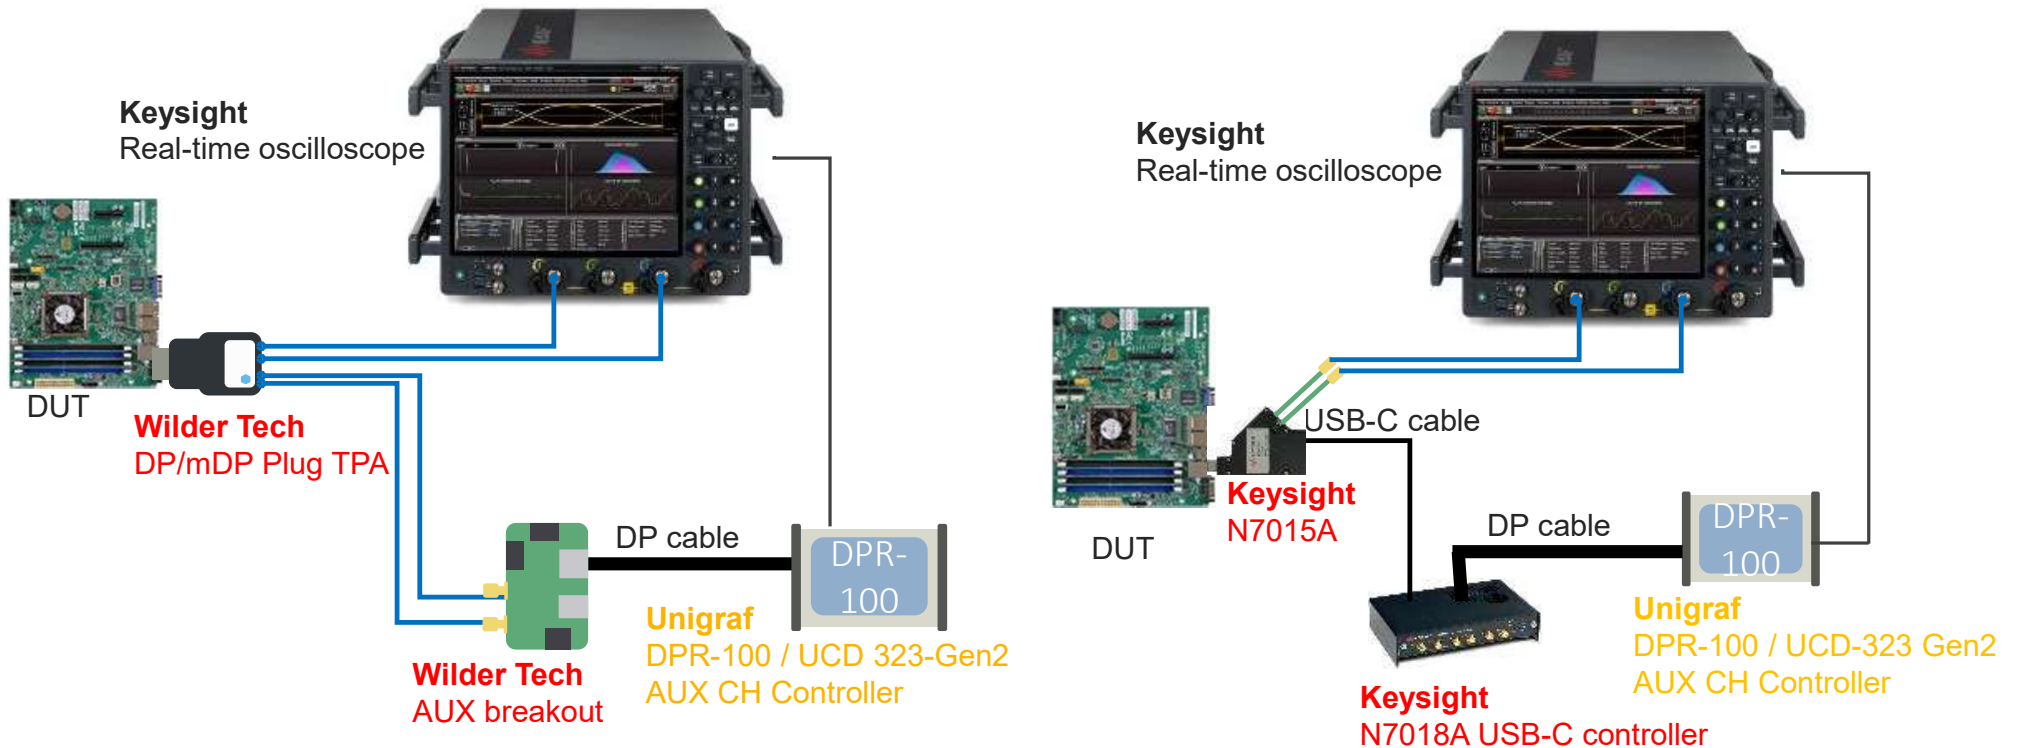 Keysight
Real-time oscilloscope
DUT
Wilder Tech
DP/mDP Plug TPA
DP cable
DPR-
100
Unigraf
DPR-100 / UCD 323-Gen2
AUX CH Controller
Wilder Tech
AUX breakout
Keysight
Real-time oscilloscope
USB-C cable
Keysight
N7015A
DUT
DP cable
DPR-
100
Unigraf
DPR-100 / UCD-323 Gen2
AUX CH Controller
Keysight
N7018A USB-C controller